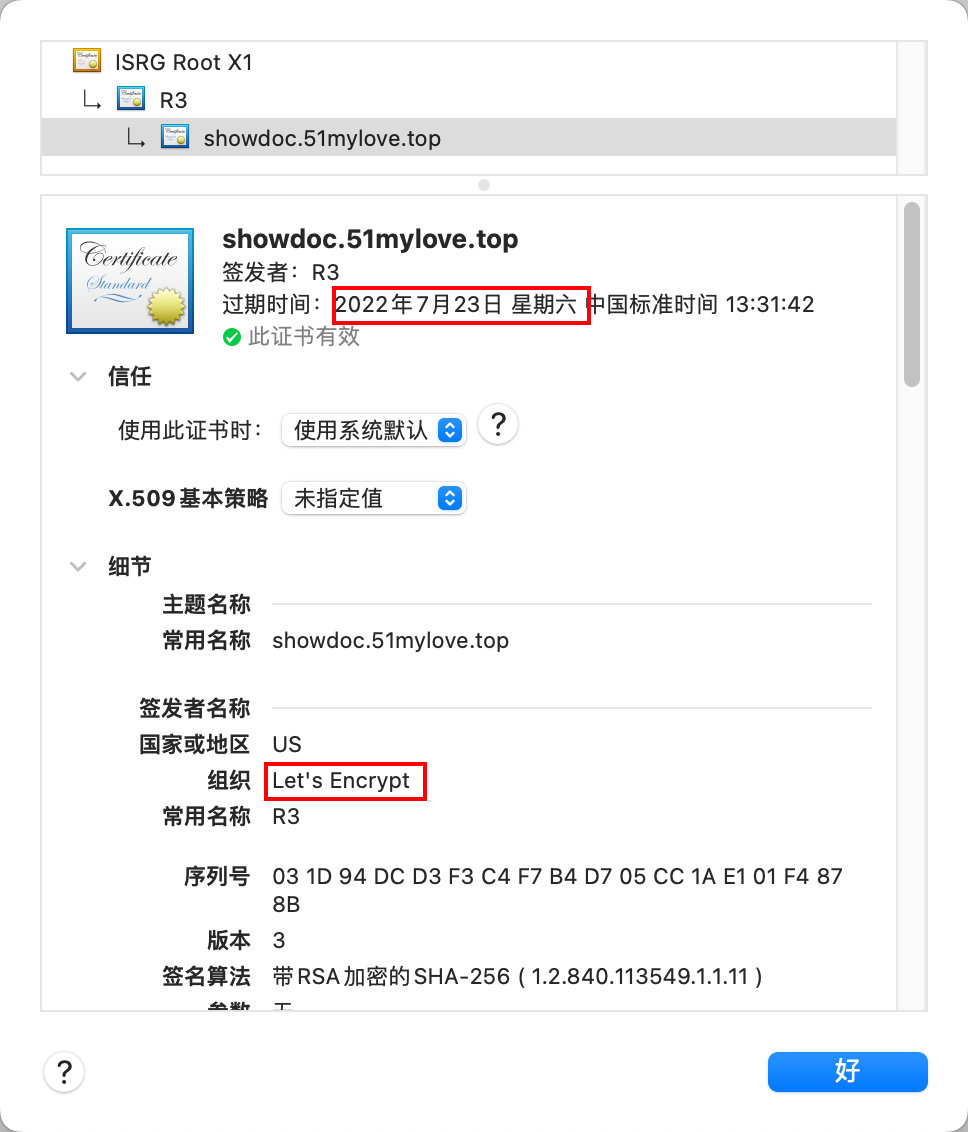 ISRG Root X1
R3
showdoc.51mylove.top
Certificate
Standard
showdoc.51mylove.top
签发者：R3
过期时间：2022年7月23日 星期六 中国标准时间 13:31:42
此证书有效
信任
使用此证书时： 使用系统默认 ?
X.509基本策略 未指定值
细节
主题名称
常用名称 showdoc.51mylove.top
签发者名称
国家或地区 US
组织 Let's Encrypt
常用名称 R3
序列号 03 1D 94 DC D3 F3 C4 F7 B4 D7 05 CC 1A E1 01 F4 87
8B
版本 3
签名算法 带RSA加密的SHA-256 ( 1.2.840.113549.1.1.11 )
参数 无
? 好